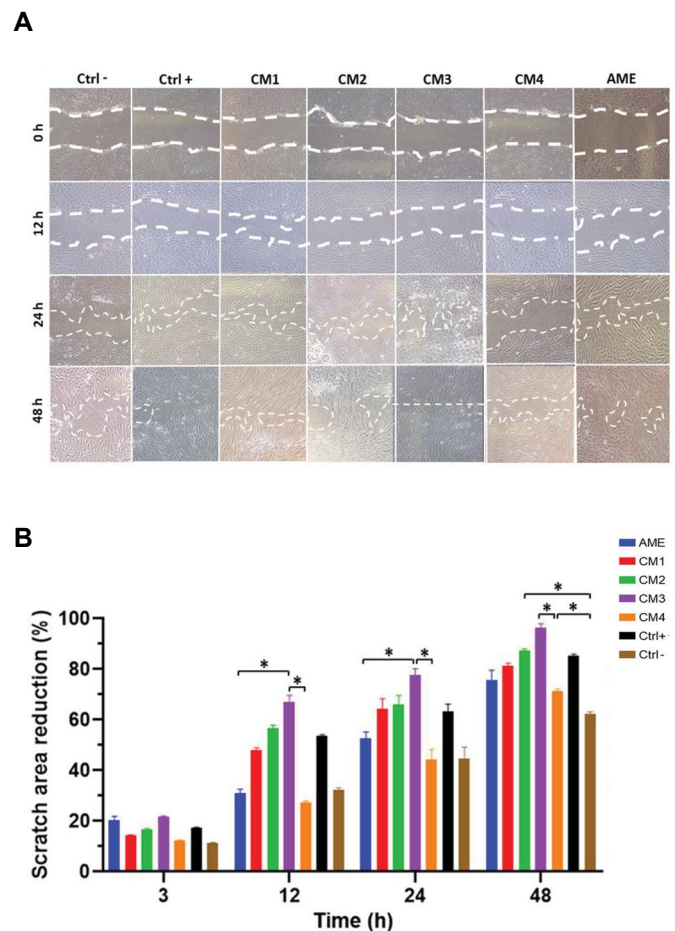 A
Ctrl - Ctrl + CM1 CM2 CM3 CM4 AME
0 h
12 h
24 h
48 h
B
AME
CM1
CM2
CM3
CM4
Ctrl+
Ctrl-
Scratch area reduction (%)
100
80
60
40
20
0
* * * * * * *
3 12 24 48
Time (h)